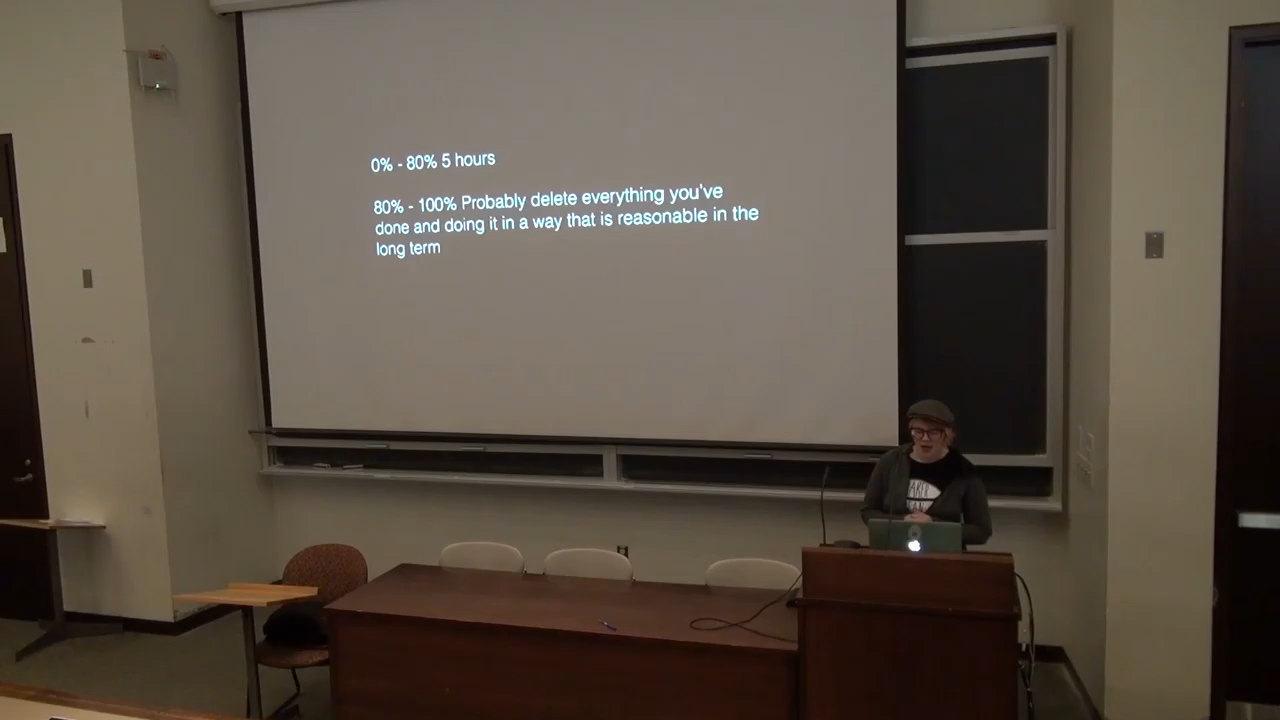 0% - 80% 5 hours
80% - 100% Probably delete everything you've
done and doing it in a way that is reasonable in the
long term